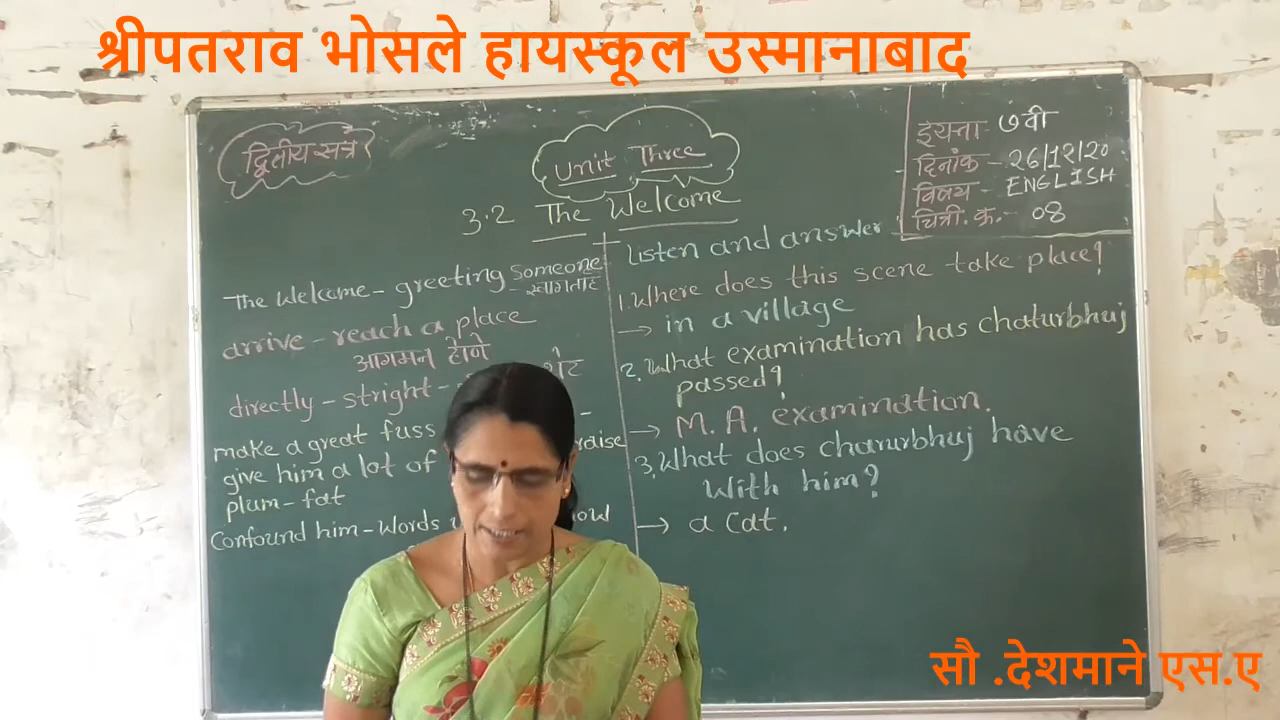 श्रीपतराव भोसले हायस्कूल उस्मानाबाद
द्वितीय सत्र
Unit Three
3.2 The Welcome
इयत्ता - ७वी
दिनांक - 26/12/20
विषय - ENGLISH
चित्री. क्र. - 08
The Welcome - greeting someone
arrive - reach a place
आगमन होणे
directly - stright -
make a great fuss
give him a lot of praise
plum - fat
Confound him - words
Listen and answer
1. Where does this scene take place?
→ in a village
2. What examination has chaturbhuj
passed?
→ M. A. examination.
3. What does charurbhuj have
with him?
→ a cat.
सौ .देशमाने एस.ए